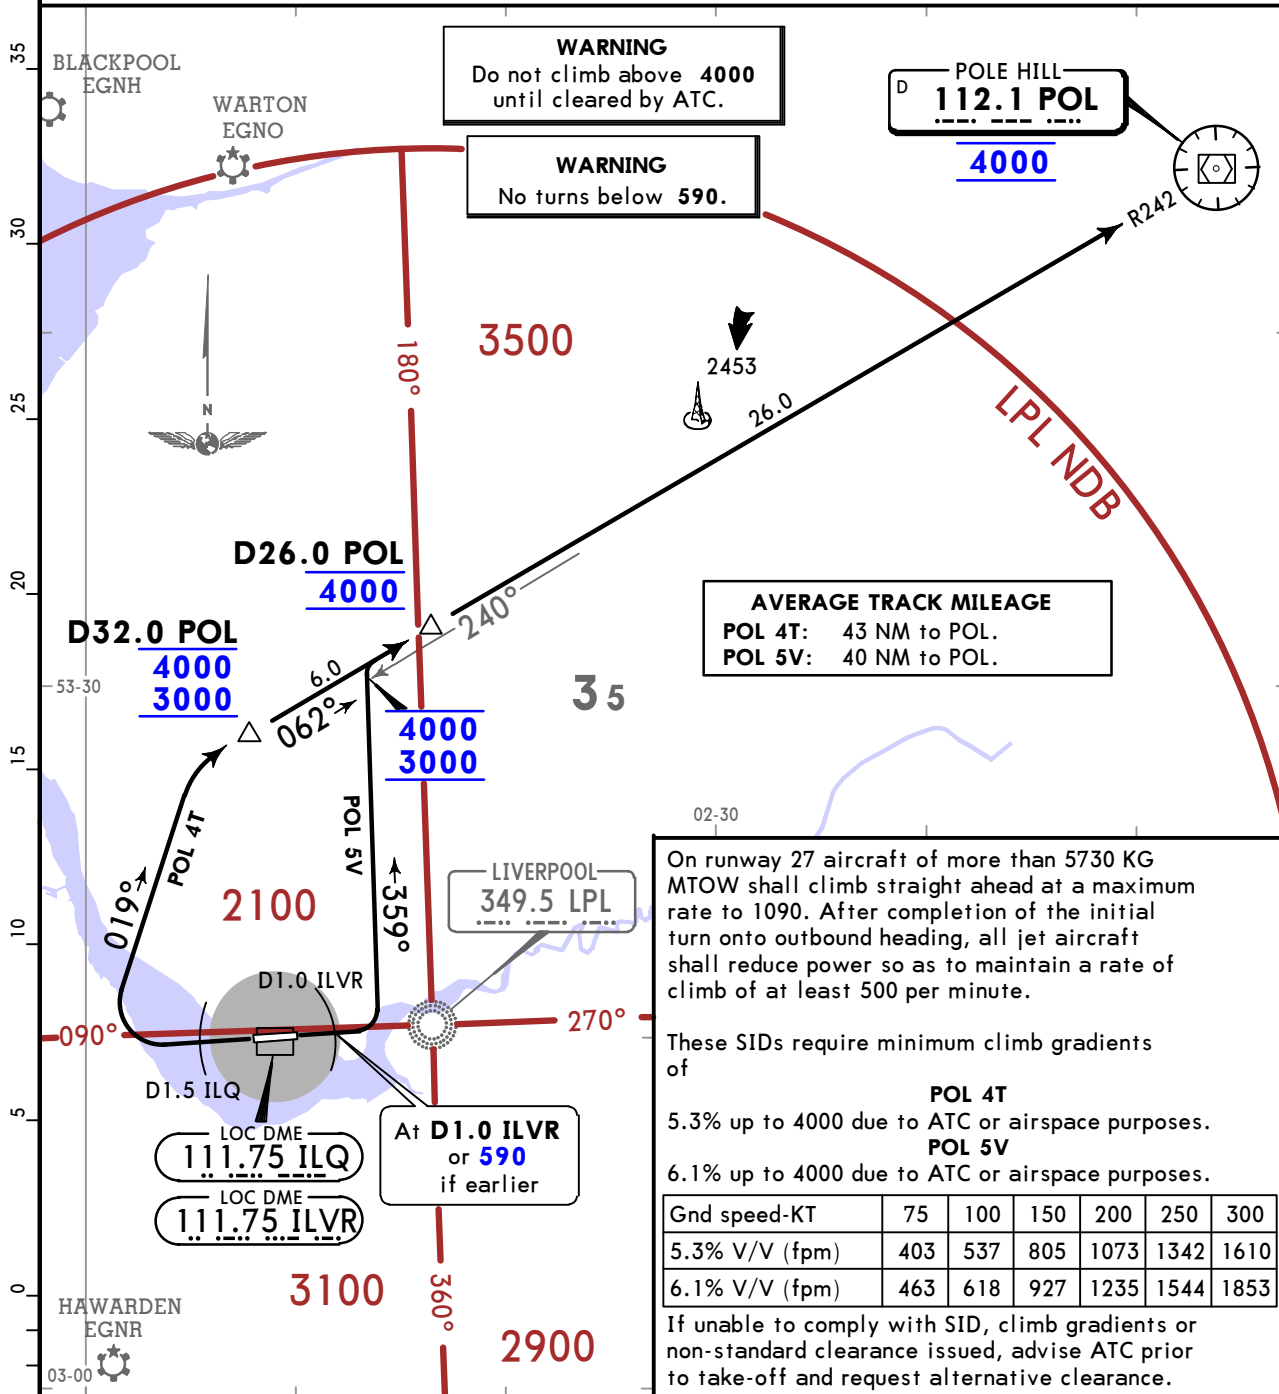 35
BLACKPOOL
EGNH
WARTON
EGNO
WARNING
Do not climb above 4000
until cleared by ATC.
WARNING
No turns below 590.
POLE HILL
D 112.1 POL
4000
R242
30
3500
180°
2453
26.0
25
N
LPL NDB
D26.0 POL
4000
240°
20
D32.0 POL
4000
3000
6.0
062°
53-30
3 5
AVERAGE TRACK MILEAGE
POL 4T: 43 NM to POL.
POL 5V: 40 NM to POL.
4000
3000
15
POL 4T
POL 5V
02-30
019°
359°
2100
LIVERPOOL
349.5 LPL
10
D1.0 ILVR
090°
270°
D1.5 ILQ
5
LOC DME
111.75 ILQ
LOC DME
111.75 ILVR
At D1.0 ILVR
or 590
if earlier
0
3100
360°
HAWARDEN
EGNR
2900
03-00
On runway 27 aircraft of more than 5730 KG
MTOW shall climb straight ahead at a maximum
rate to 1090. After completion of the initial
turn onto outbound heading, all jet aircraft
shall reduce power so as to maintain a rate of
climb of at least 500 per minute.
These SIDs require minimum climb gradients
of
POL 4T
5.3% up to 4000 due to ATC or airspace purposes.
POL 5V
6.1% up to 4000 due to ATC or airspace purposes.
Gnd speed-KT 75 100 150 200 250 300
5.3% V/V (fpm) 403 537 805 1073 1342 1610
6.1% V/V (fpm) 463 618 927 1235 1544 1853
If unable to comply with SID, climb gradients or
non-standard clearance issued, advise ATC prior
to take-off and request alternative clearance.